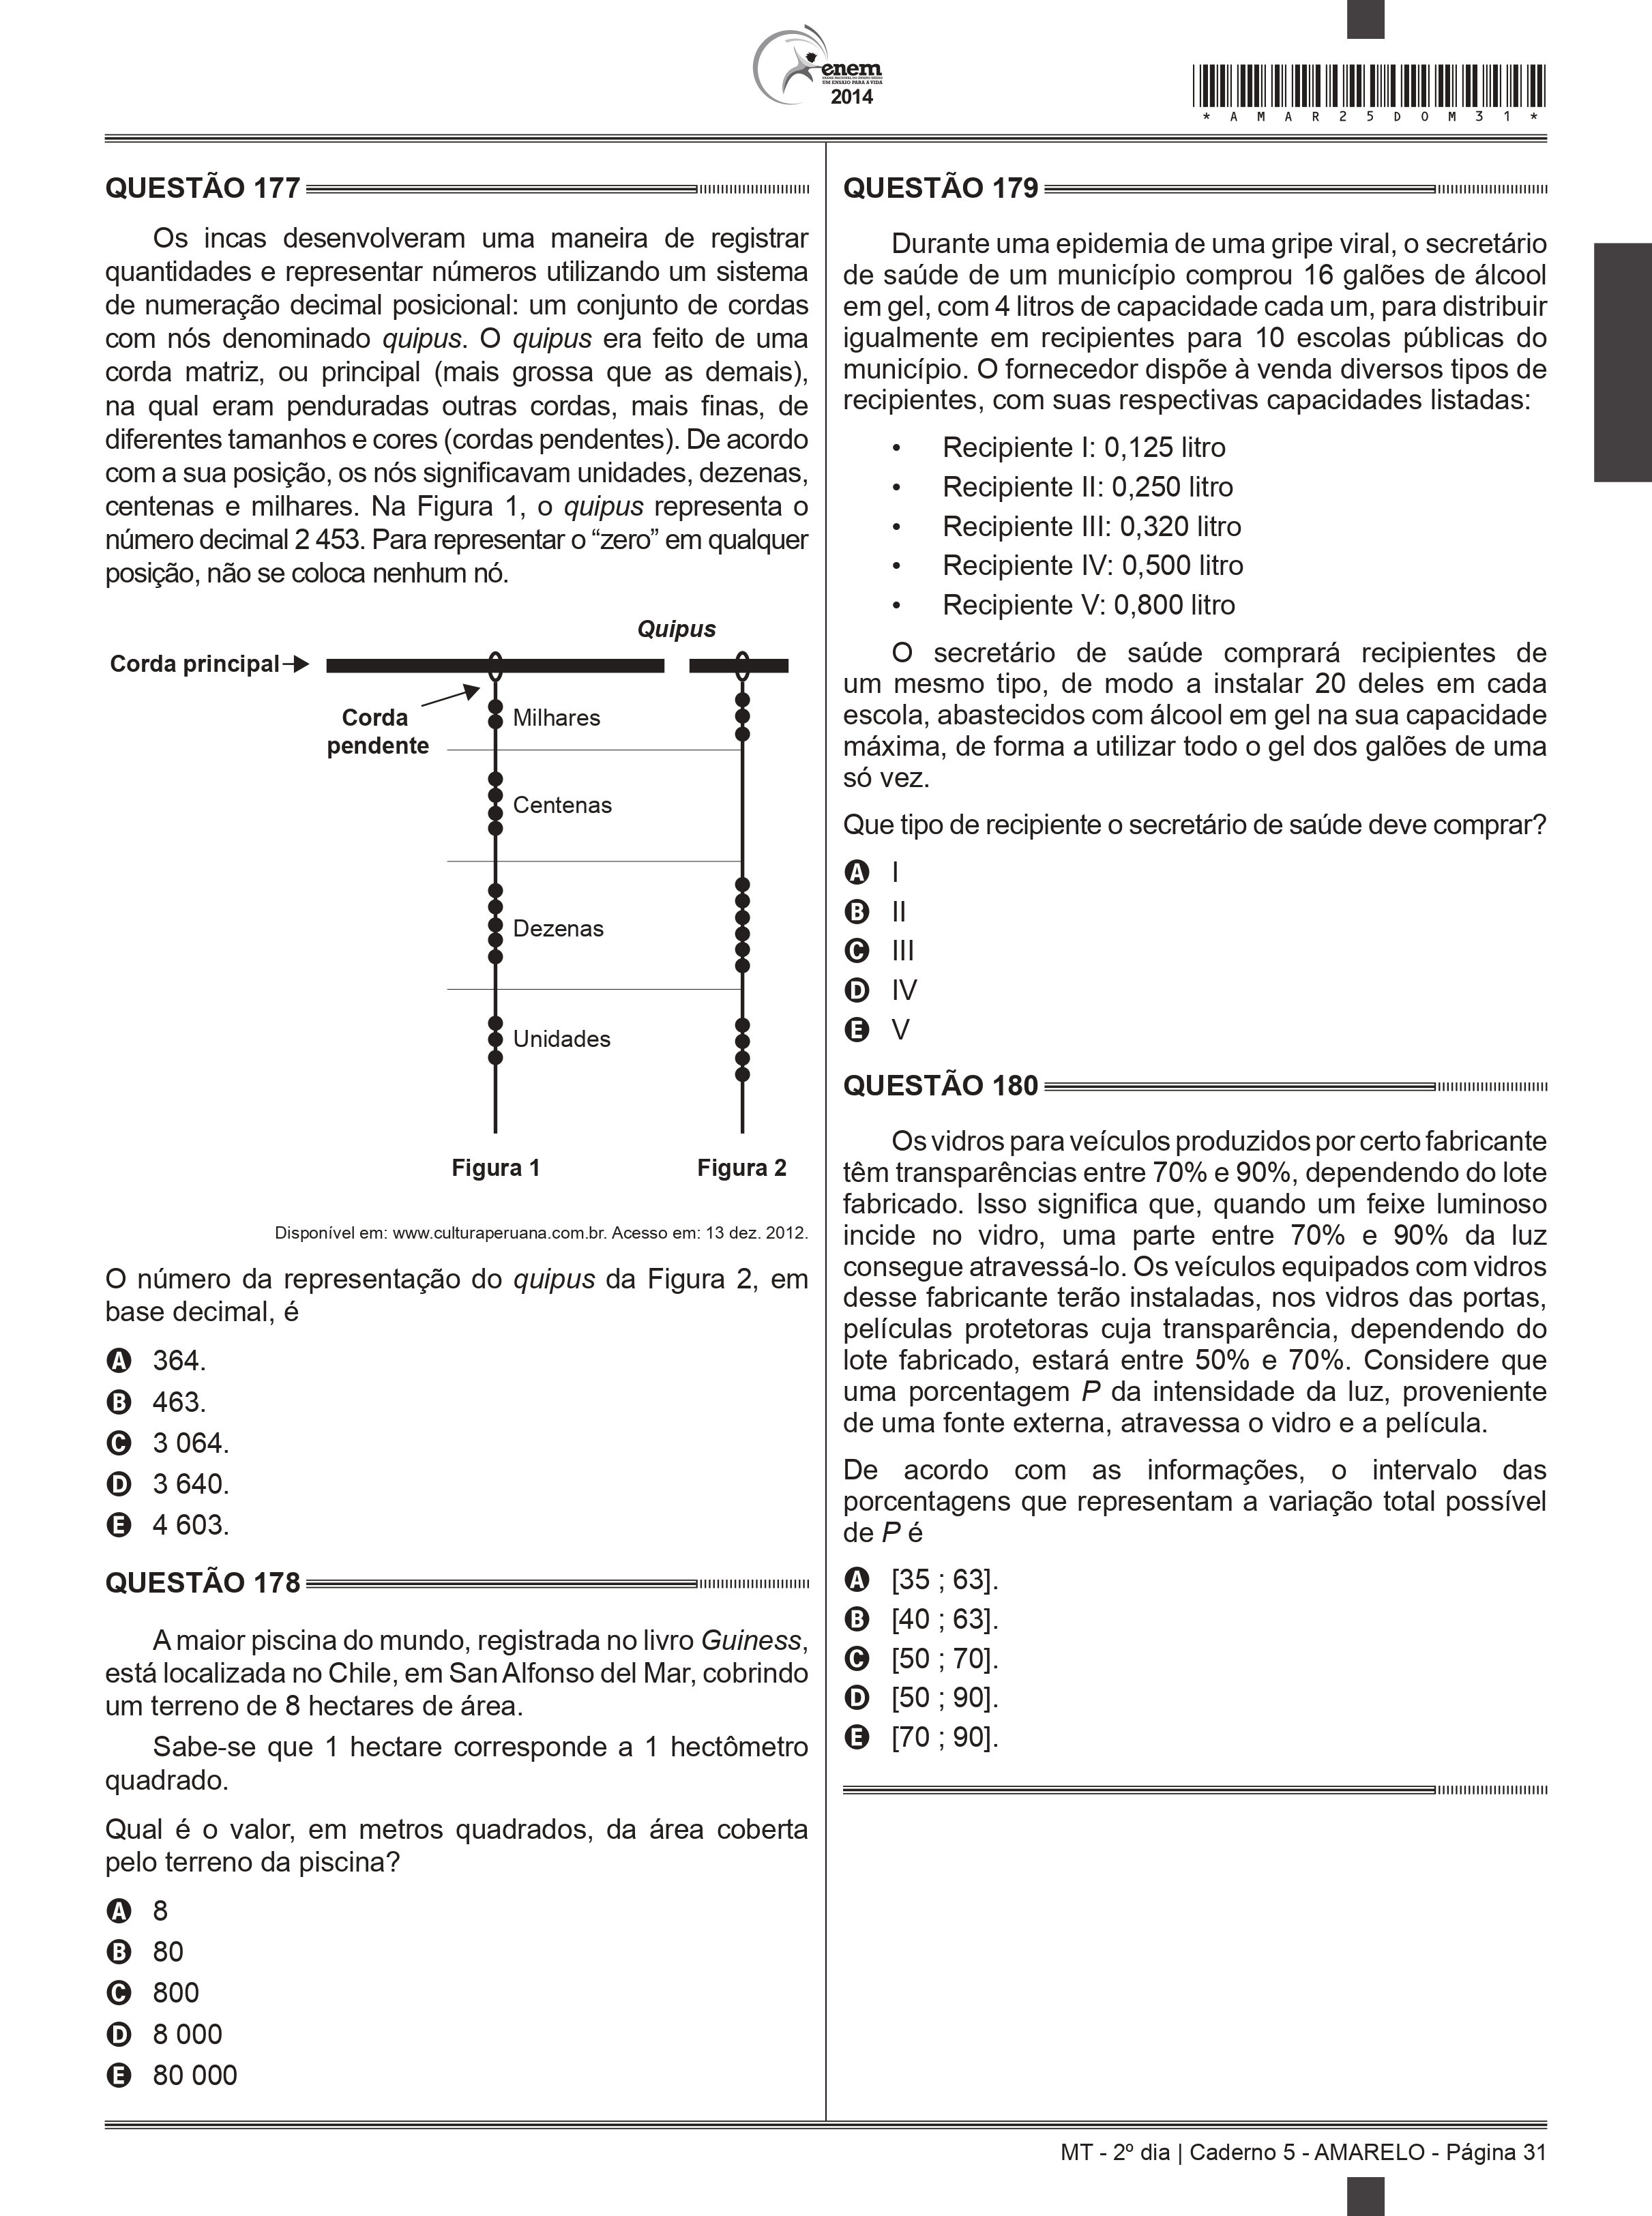 enem
EXAME NACIONAL DO ENSINO MÉDIO
UM ENSAIO PARA A VIDA
2014
*AMAR25DOM31*
QUESTÃO 177
Os incas desenvolveram uma maneira de registrar
quantidades e representar números utilizando um sistema
de numeração decimal posicional: um conjunto de cordas
com nós denominado quipus. O quipus era feito de uma
corda matriz, ou principal (mais grossa que as demais),
na qual eram penduradas outras cordas, mais finas, de
diferentes tamanhos e cores (cordas pendentes). De acordo
com a sua posição, os nós significavam unidades, dezenas,
centenas e milhares. Na Figura 1, o quipus representa o
número decimal 2 453. Para representar o “zero” em qualquer
posição, não se coloca nenhum nó.
Quipus
Corda principal
Corda
pendente
Milhares
Centenas
Dezenas
Unidades
Figura 1
Figura 2
Disponível em: www.culturaperuana.com.br. Acesso em: 13 dez. 2012.
O número da representação do quipus da Figura 2, em
base decimal, é
A 364.
B 463.
C 3 064.
D 3 640.
E 4 603.
QUESTÃO 178
A maior piscina do mundo, registrada no livro Guiness,
está localizada no Chile, em San Alfonso del Mar, cobrindo
um terreno de 8 hectares de área.
Sabe-se que 1 hectare corresponde a 1 hectômetro
quadrado.
Qual é o valor, em metros quadrados, da área coberta
pelo terreno da piscina?
A 8
B 80
C 800
D 8 000
E 80 000
QUESTÃO 179
Durante uma epidemia de uma gripe viral, o secretário
de saúde de um município comprou 16 galões de álcool
em gel, com 4 litros de capacidade cada um, para distribuir
igualmente em recipientes para 10 escolas públicas do
município. O fornecedor dispõe à venda diversos tipos de
recipientes, com suas respectivas capacidades listadas:
• Recipiente I: 0,125 litro
• Recipiente II: 0,250 litro
• Recipiente III: 0,320 litro
• Recipiente IV: 0,500 litro
• Recipiente V: 0,800 litro
O secretário de saúde comprará recipientes de
um mesmo tipo, de modo a instalar 20 deles em cada
escola, abastecidos com álcool em gel na sua capacidade
máxima, de forma a utilizar todo o gel dos galões de uma
só vez.
Que tipo de recipiente o secretário de saúde deve comprar?
A I
B II
C III
D IV
E V
QUESTÃO 180
Os vidros para veículos produzidos por certo fabricante
têm transparências entre 70% e 90%, dependendo do lote
fabricado. Isso significa que, quando um feixe luminoso
incide no vidro, uma parte entre 70% e 90% da luz
consegue atravessá-lo. Os veículos equipados com vidros
desse fabricante terão instaladas, nos vidros das portas,
películas protetoras cuja transparência, dependendo do
lote fabricado, estará entre 50% e 70%. Considere que
uma porcentagem P da intensidade da luz, proveniente
de uma fonte externa, atravessa o vidro e a película.
De acordo com as informações, o intervalo das
porcentagens que representam a variação total possível
de P é
A [35 ; 63].
B [40 ; 63].
C [50 ; 70].
D [50 ; 90].
E [70 ; 90].
MT - 2º dia | Caderno 5 - AMARELO - Página 31